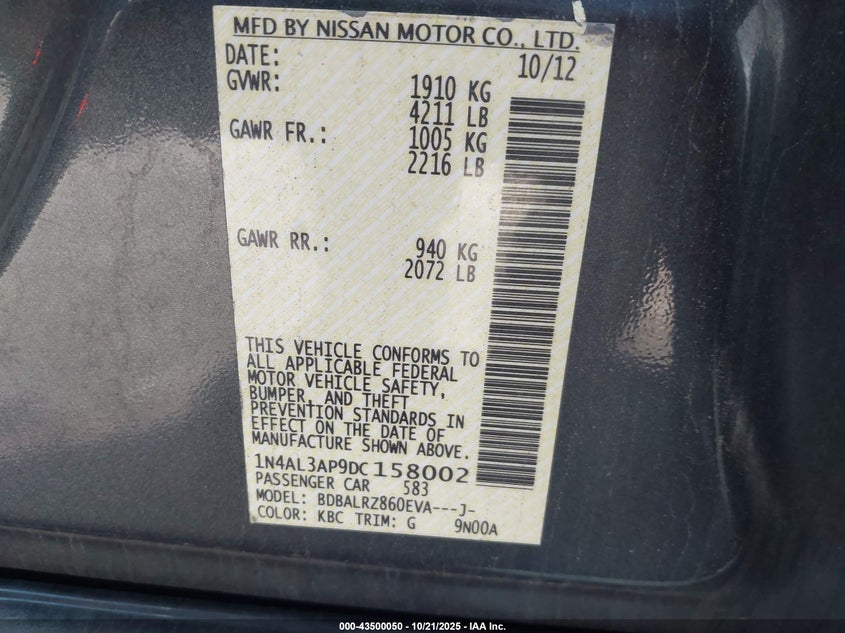 MFD BY NISSAN MOTOR CO., LTD.
DATE: 10/12
GVWR: 1910 KG
4211 LB
GAWR FR.: 1005 KG
2216 LB
GAWR RR.: 940 KG
2072 LB
THIS VEHICLE CONFORMS TO
ALL APPLICABLE FEDERAL
MOTOR VEHICLE SAFETY,
BUMPER, AND THEFT
PREVENTION STANDARDS IN
EFFECT ON THE DATE OF
MANUFACTURE SHOWN ABOVE.
1N4AL3AP9DC158002
PASSENGER CAR 583
MODEL: BDBALRZ860EVA---J-
COLOR: KBC TRIM: G 9N00A
000-43500050 - 10/21/2025 - IAA Inc.